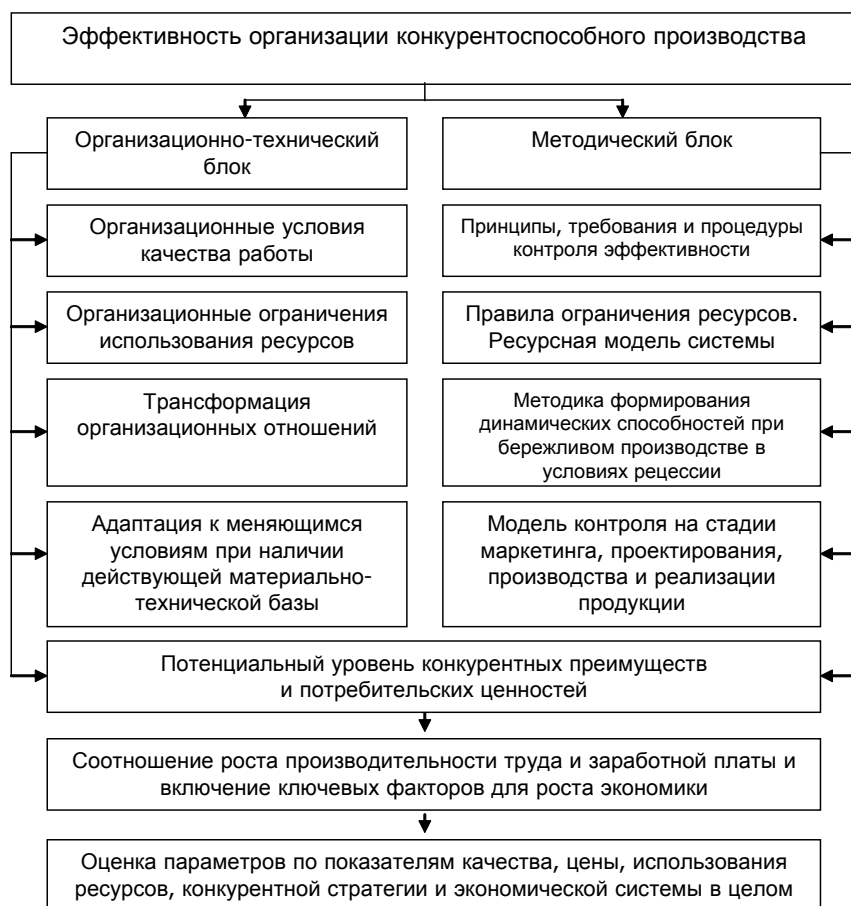 Эффективность организации конкурентоспособного производства
Организационно-технический
блок
Методический блок
Организационные условия
качества работы
Принципы, требования и процедуры
контроля эффективности
Организационные ограничения
использования ресурсов
Правила ограничения ресурсов.
Ресурсная модель системы
Трансформация
организационных отношений
Методика формирования
динамических способностей при
бережливом производстве в
условиях рецессии
Адаптация к меняющимся
условиям при наличии
действующей материально-
технической базы
Модель контроля на стадии
маркетинга, проектирования,
производства и реализации
продукции
Потенциальный уровень конкурентных преимуществ
и потребительских ценностей
Соотношение роста производительности труда и заработной платы и
включение ключевых факторов для роста экономики
Оценка параметров по показателям качества, цены, использования
ресурсов, конкурентной стратегии и экономической системы в целом